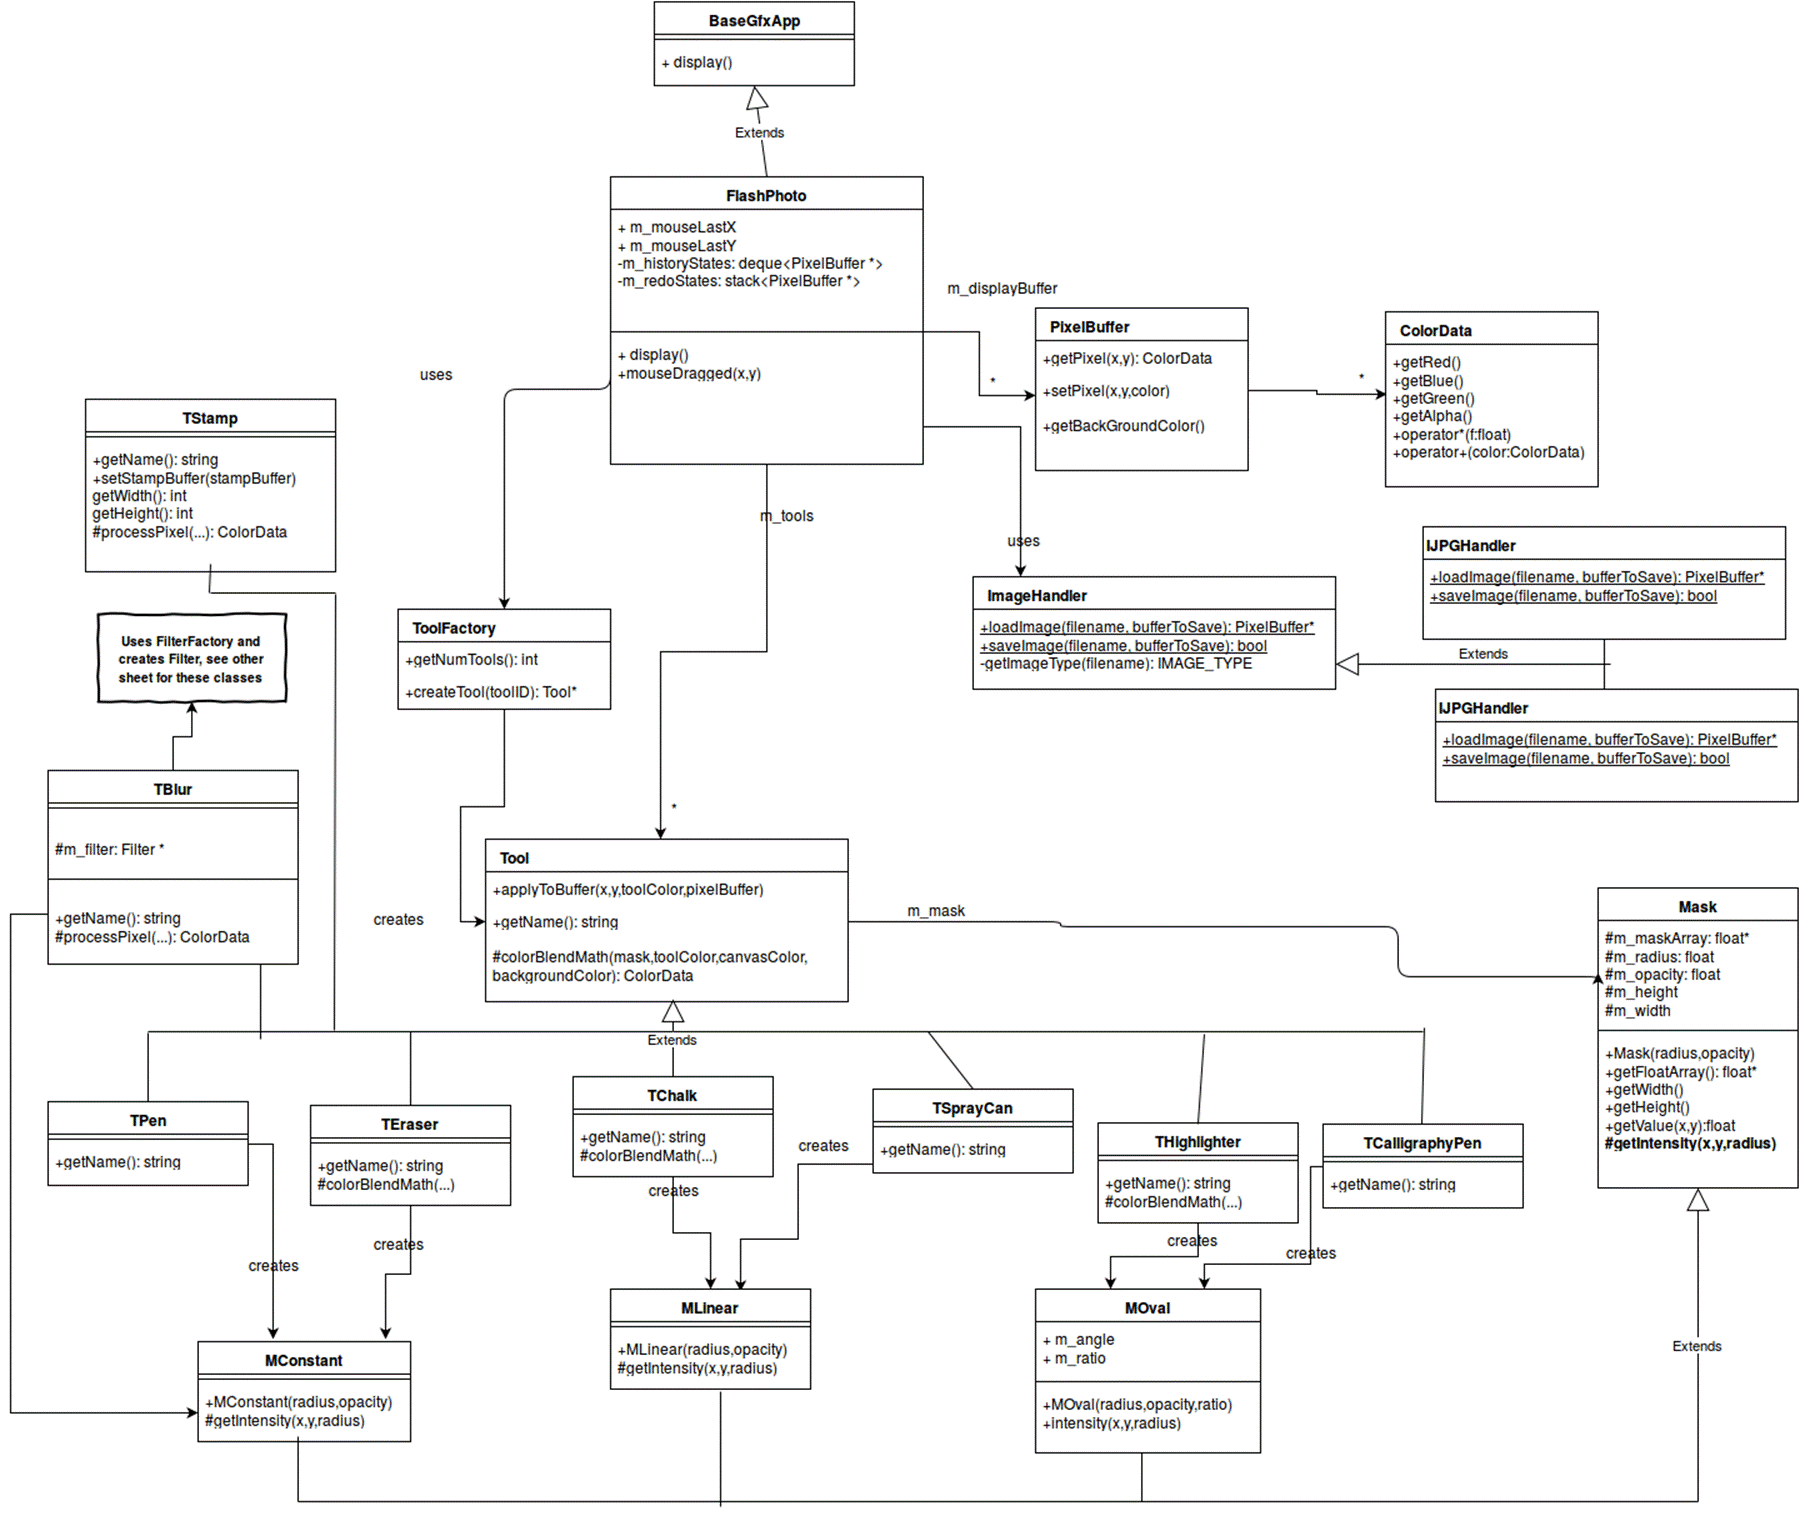 BaseGfxApp
+ display()
Extends
FlashPhoto
+ m_mouseLastX
+ m_mouseLastY
-m_historyStates: deque<PixelBuffer *>
-m_redoStates: stack<PixelBuffer *>
+ display()
+mouseDragged(x,y)
m_displayBuffer
*
PixelBuffer
+getPixel(x,y): ColorData
+setPixel(x,y,color)
+getBackGroundColor()
*
ColorData
+getRed()
+getBlue()
+getGreen()
+getAlpha()
+operator*(f:float)
+operator+(color:ColorData)
uses
TStamp
+getName(): string
+setStampBuffer(stampBuffer)
getWidth(): int
getHeight(): int
#processPixel(...): ColorData
m_tools
uses
IJPGHandler
+loadImage(filename, bufferToSave): PixelBuffer*
+saveImage(filename, bufferToSave): bool
ImageHandler
+loadImage(filename, bufferToSave): PixelBuffer*
+saveImage(filename, bufferToSave): bool
-getImageType(filename): IMAGE_TYPE
Extends
IJPGHandler
+loadImage(filename, bufferToSave): PixelBuffer*
+saveImage(filename, bufferToSave): bool
Uses FilterFactory and
creates Filter, see other
sheet for these classes
ToolFactory
+getNumTools(): int
+createTool(toolID): Tool*
TBlur
#m_filter: Filter *
+getName(): string
#processPixel(...): ColorData
creates
*
Tool
+applyToBuffer(x,y,toolColor,pixelBuffer)
+getName(): string
#colorBlendMath(mask,toolColor,canvasColor,
backgroundColor): ColorData
m_mask
Mask
#m_maskArray: float*
#m_radius: float
#m_opacity: float
#m_height
#m_width
+Mask(radius,opacity)
+getFloatArray(): float*
+getWidth()
+getHeight()
+getValue(x,y):float
#getIntensity(x,y,radius)
Extends
TPen
+getName(): string
TEraser
+getName(): string
#colorBlendMath(...)
TChalk
+getName(): string
#colorBlendMath(...)
TSprayCan
+getName(): string
THighlighter
+getName(): string
#colorBlendMath(...)
TCalligraphyPen
+getName(): string
creates
creates
creates
creates
creates
creates
MConstant
+MConstant(radius,opacity)
#getIntensity(x,y,radius)
MLinear
+MLinear(radius,opacity)
#getIntensity(x,y,radius)
MOval
+ m_angle
+ m_ratio
+MOval(radius,opacity,ratio)
+intensity(x,y,radius)
Extends